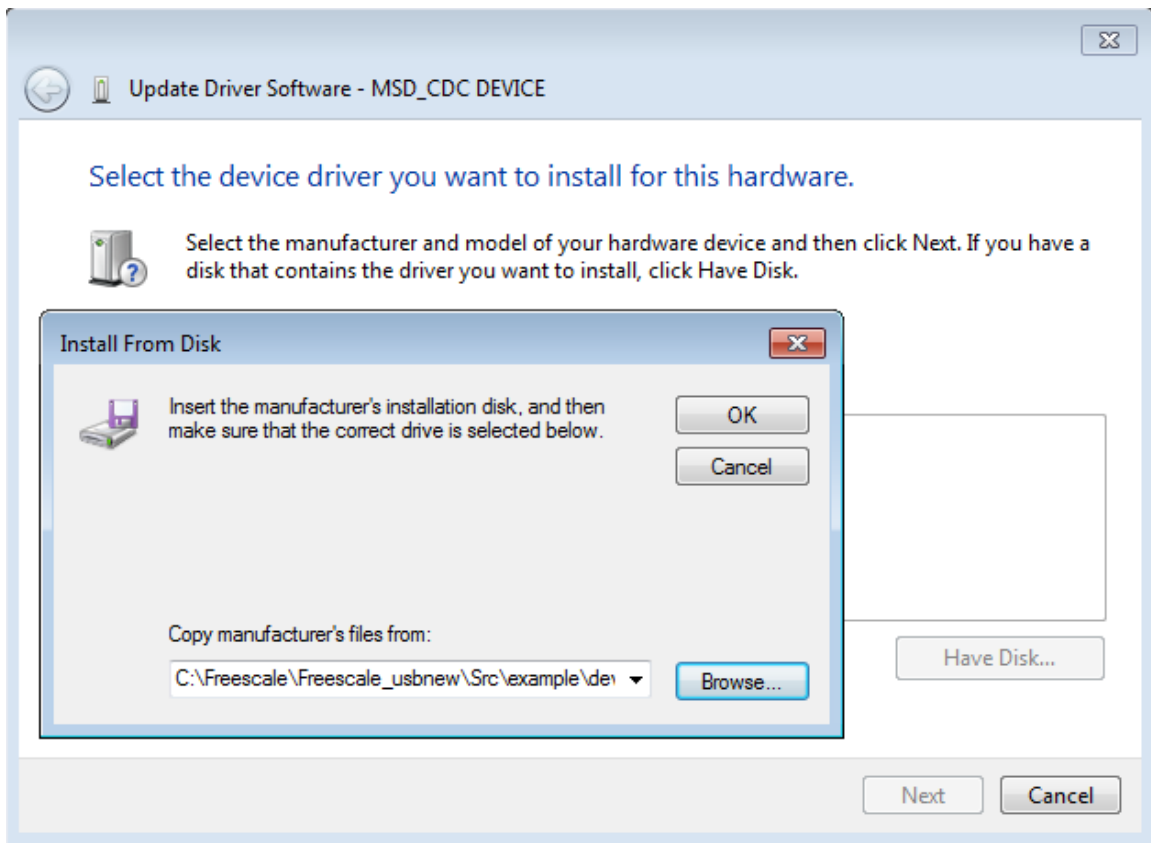 Update Driver Software - MSD_CDC DEVICE
Select the device driver you want to install for this hardware.
Select the manufacturer and model of your hardware device and then click Next. If you have a
disk that contains the driver you want to install, click Have Disk.
Install From Disk
Insert the manufacturer's installation disk, and then
make sure that the correct drive is selected below.
OK
Cancel
Copy manufacturer's files from:
C:\Freescale\Freescale_usbnew\Src\example\de
Browse...
Have Disk...
Next
Cancel